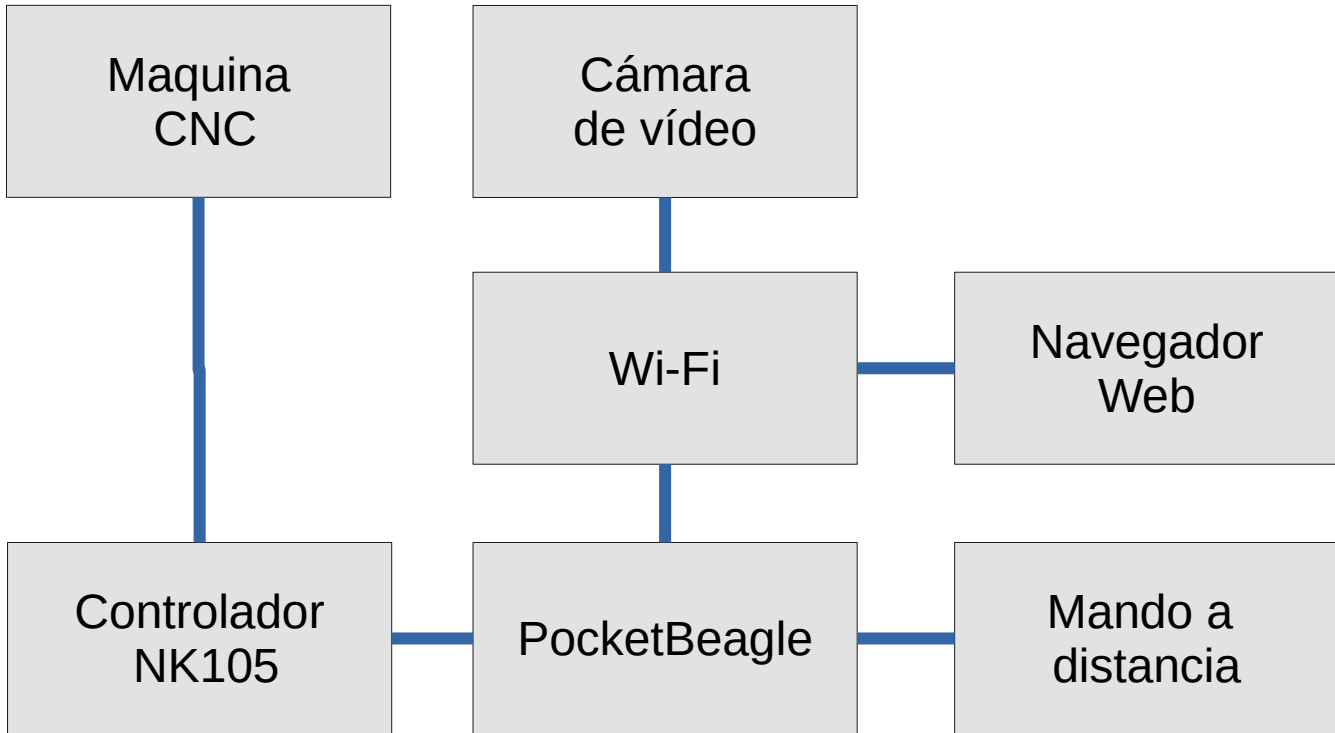 Maquina
CNC
Cámara
de vídeo
Wi-Fi
Navegador
Web
Controlador
NK105
PocketBeagle
Mando a
distancia